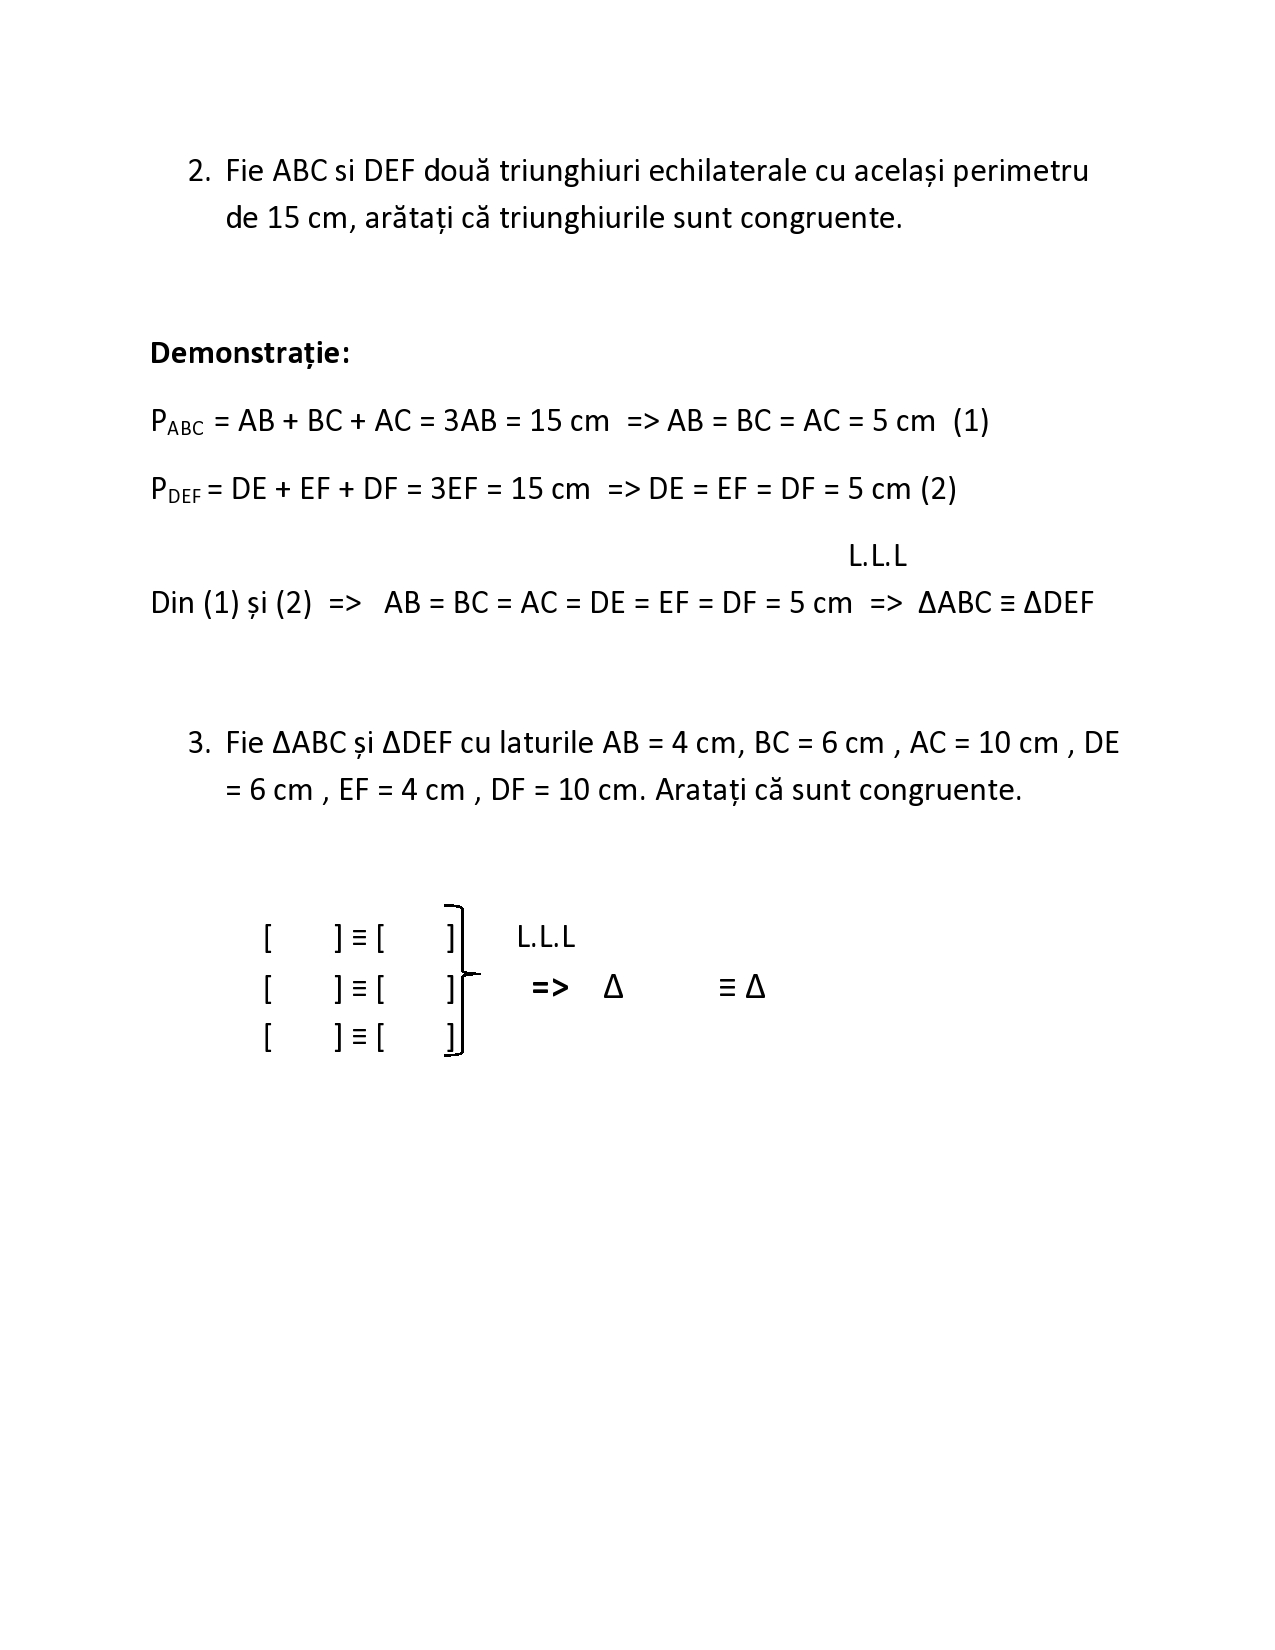 2. Fie ABC si DEF două triunghiuri echilaterale cu același perimetru
de 15 cm, arătați că triunghiurile sunt congruente.
Demonstrație:
PABC = AB + BC + AC = 3AB = 15 cm => AB = BC = AC = 5 cm (1)
PDEF = DE + EF + DF = 3EF = 15 cm => DE = EF = DF = 5 cm (2)
L.L.L
Din (1) și (2) => AB = BC = AC = DE = EF = DF = 5 cm => ΔABC ≡ ΔDEF
3. Fie ΔABC și ΔDEF cu laturile AB = 4 cm, BC = 6 cm , AC = 10 cm , DE
= 6 cm , EF = 4 cm , DF = 10 cm. Aratați că sunt congruente.
[ ] ≡ [ ] L.L.L
[ ] ≡ [ ] => Δ ≡ Δ
[ ] ≡ [ ]